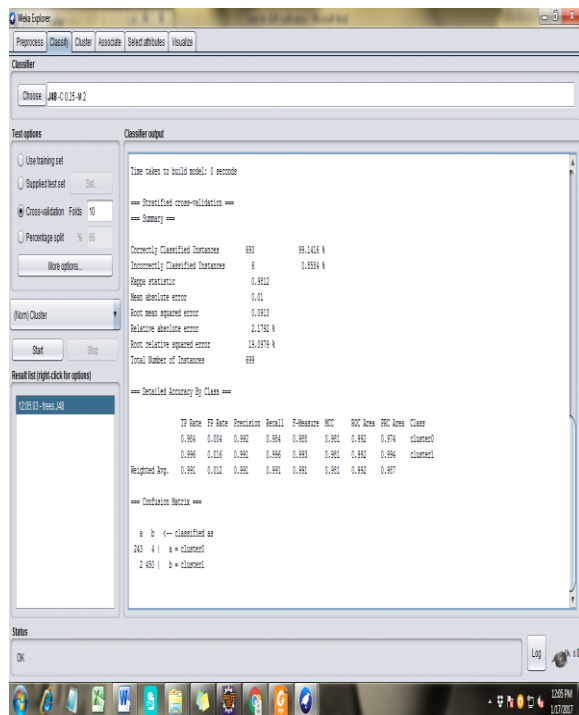 Weka Explorer
Preprocess Classify Cluster Associate Select attributes Visualize
Classifier
Choose J48 -C 0.25 -M 2
Test options
Use training set
Supplied test set Set...
Cross-validation Folds 10
Percentage split % 66
More options...
(Nom) Cluster
Start Stop
Result list (right-click for options)
12:05:03 - trees.J48
Classifier output
Time taken to build model: 0 seconds
=== Stratified cross-validation ===
=== Summary ===
Correctly Classified Instances 693 99.1416 %
Incorrectly Classified Instances 6 0.8584 %
Kappa statistic 0.9812
Mean absolute error 0.01
Root mean squared error 0.0913
Relative absolute error 2.1792 %
Root relative squared error 19.0979 %
Total Number of Instances 699
=== Detailed Accuracy By Class ===
TP Rate FP Rate Precision Recall F-Measure MCC ROC Area PRC Area Class
0.984 0.004 0.992 0.984 0.988 0.981 0.992 0.974 cluster0
0.996 0.016 0.991 0.996 0.993 0.981 0.992 0.994 cluster1
Weighted Avg. 0.991 0.012 0.991 0.991 0.991 0.981 0.992 0.987
=== Confusion Matrix ===
a b <-- classified as
243 4 | a = cluster0
2 450 | b = cluster1
Status
OK
Log
x 0
12:05 PM
1/17/2017